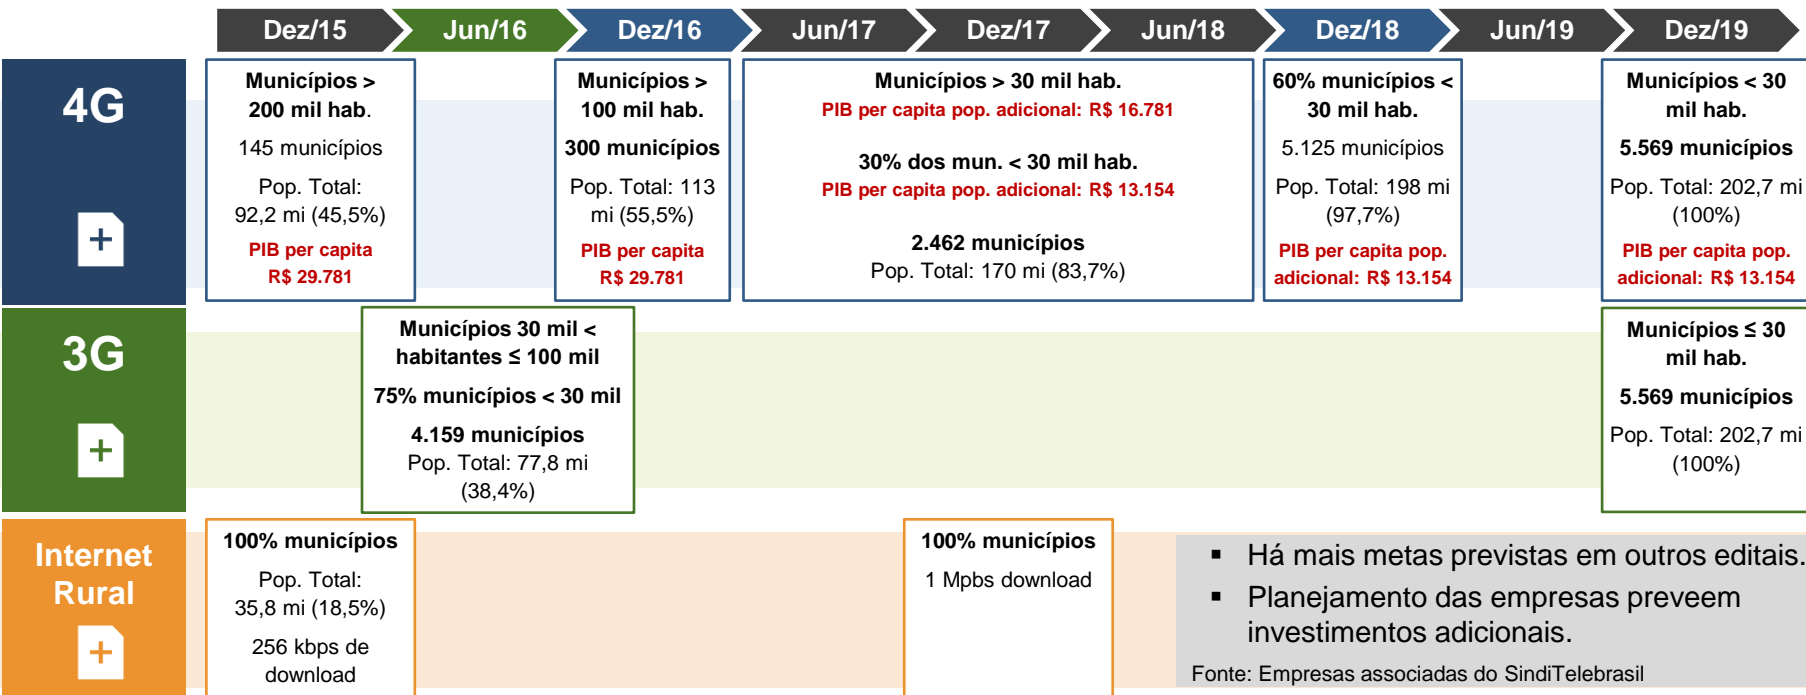 Dez/15
Jun/16
Dez/16
Jun/17
Dez/17
Jun/18
Dez/18
Jun/19
Dez/19
4G
Municípios >
200 mil hab.
145 municípios
Pop. Total:
92,2 mi (45,5%)
PIB per capita
R$ 29.781
Municípios >
100 mil hab.
300 municípios
Pop. Total: 113
mi (55,5%)
PIB per capita
R$ 29.781
Municípios > 30 mil hab.
PIB per capita pop. adicional: R$ 16.781
30% dos mun. < 30 mil hab.
PIB per capita pop. adicional: R$ 13.154
2.462 municípios
Pop. Total: 170 mi (83,7%)
60% municípios <
30 mil hab.
5.125 municípios
Pop. Total: 198 mi
(97,7%)
PIB per capita pop.
adicional: R$ 13.154
Municípios < 30
mil hab.
5.569 municípios
Pop. Total: 202,7 mi
(100%)
PIB per capita pop.
adicional: R$ 13.154
3G
Municípios 30 mil <
habitantes ≤ 100 mil
75% municípios < 30 mil
4.159 municípios
Pop. Total: 77,8 mi
(38,4%)
Municípios ≤ 30
mil hab.
5.569 municípios
Pop. Total: 202,7 mi
(100%)
Internet
Rural
100% municípios
Pop. Total:
35,8 mi (18,5%)
256 kbps de
download
100% municípios
1 Mpbs download
▪ Há mais metas previstas em outros editais.
▪ Planejamento das empresas preveem
investimentos adicionais.
Fonte: Empresas associadas do SindiTelebrasil